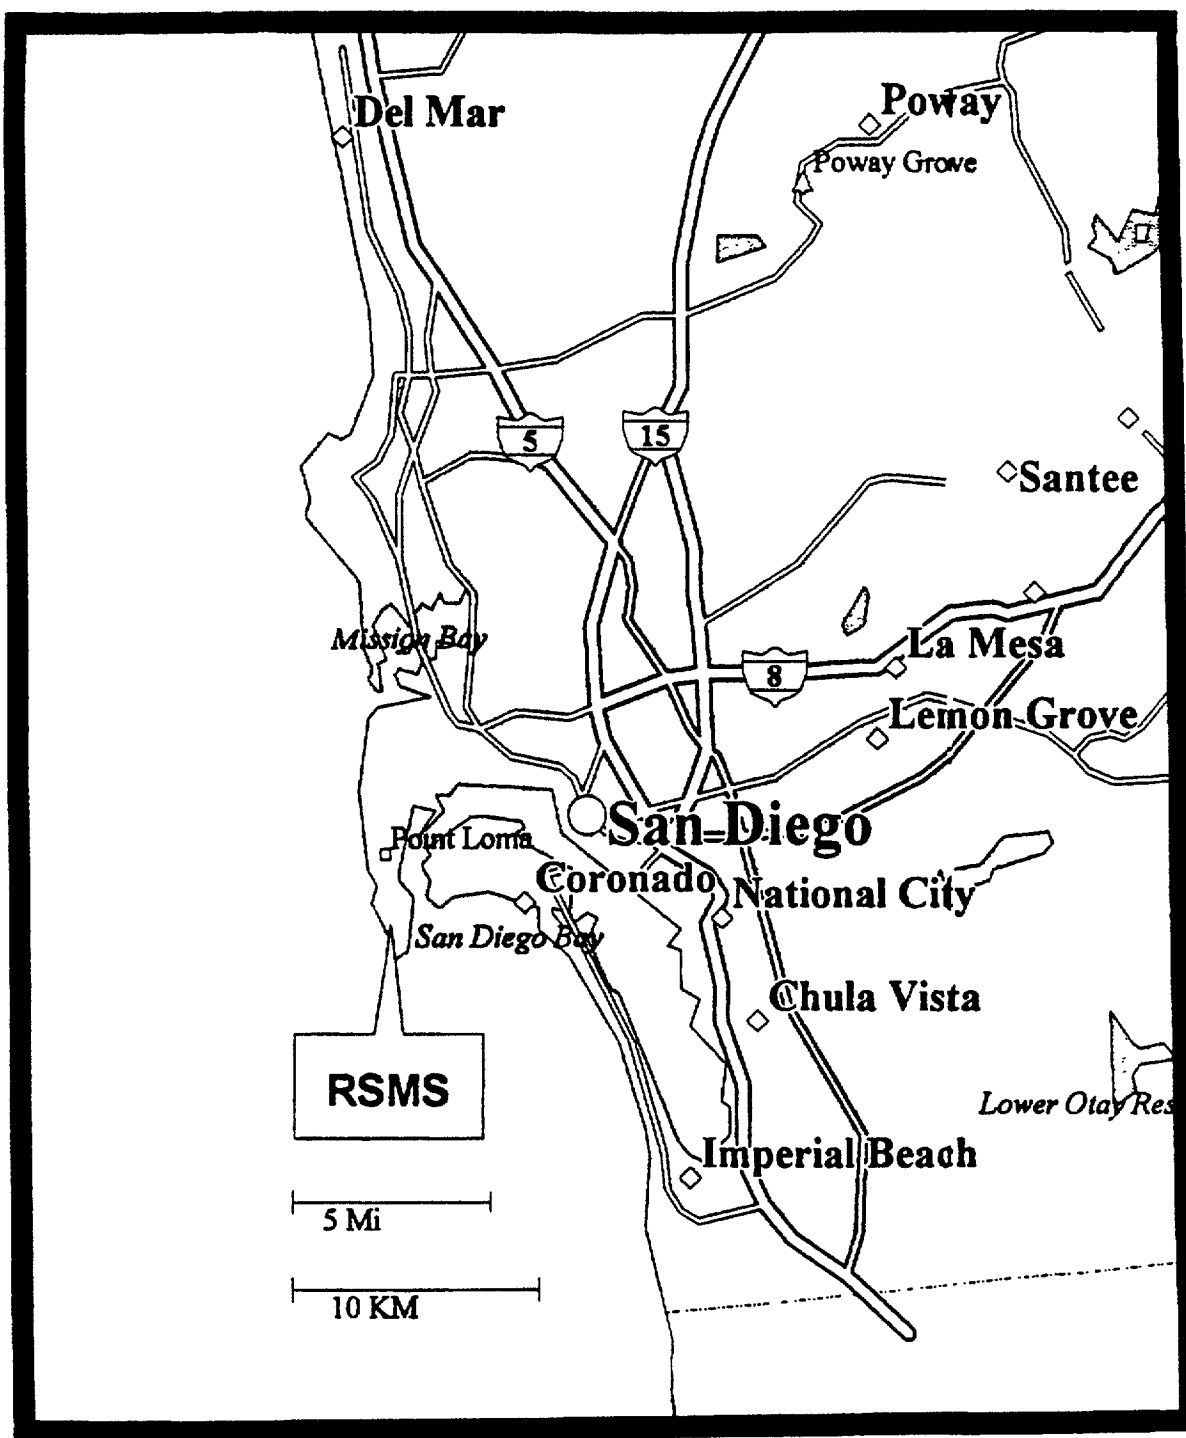 Del Mar
Poway
Poway Grove
5
15
Santee
Mission Bay
La Mesa
8
Lemon Grove
San Diego
Point Loma
Coronado
National City
San Diego Bay
Chula Vista
RSMS
Lower Otay Res
Imperial Beach
5 Mi
10 KM